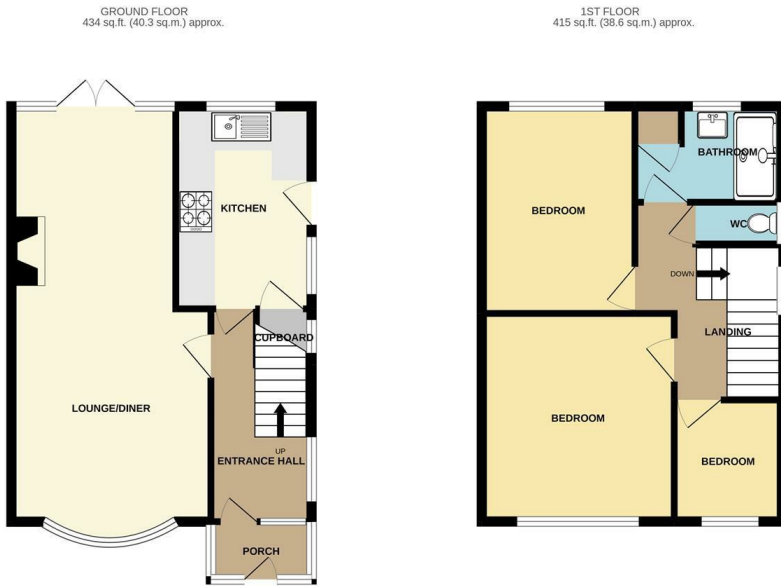 GROUND FLOOR
434 sq.ft. (40.3 sq.m.) approx.
1ST FLOOR
415 sq.ft. (38.6 sq.m.) approx.
KITCHEN
CUPBOARD
LOUNGE/DINER
UP
ENTRANCE HALL
PORCH
BATHROOM
BEDROOM
WC
DOWN
LANDING
BEDROOM
BEDROOM